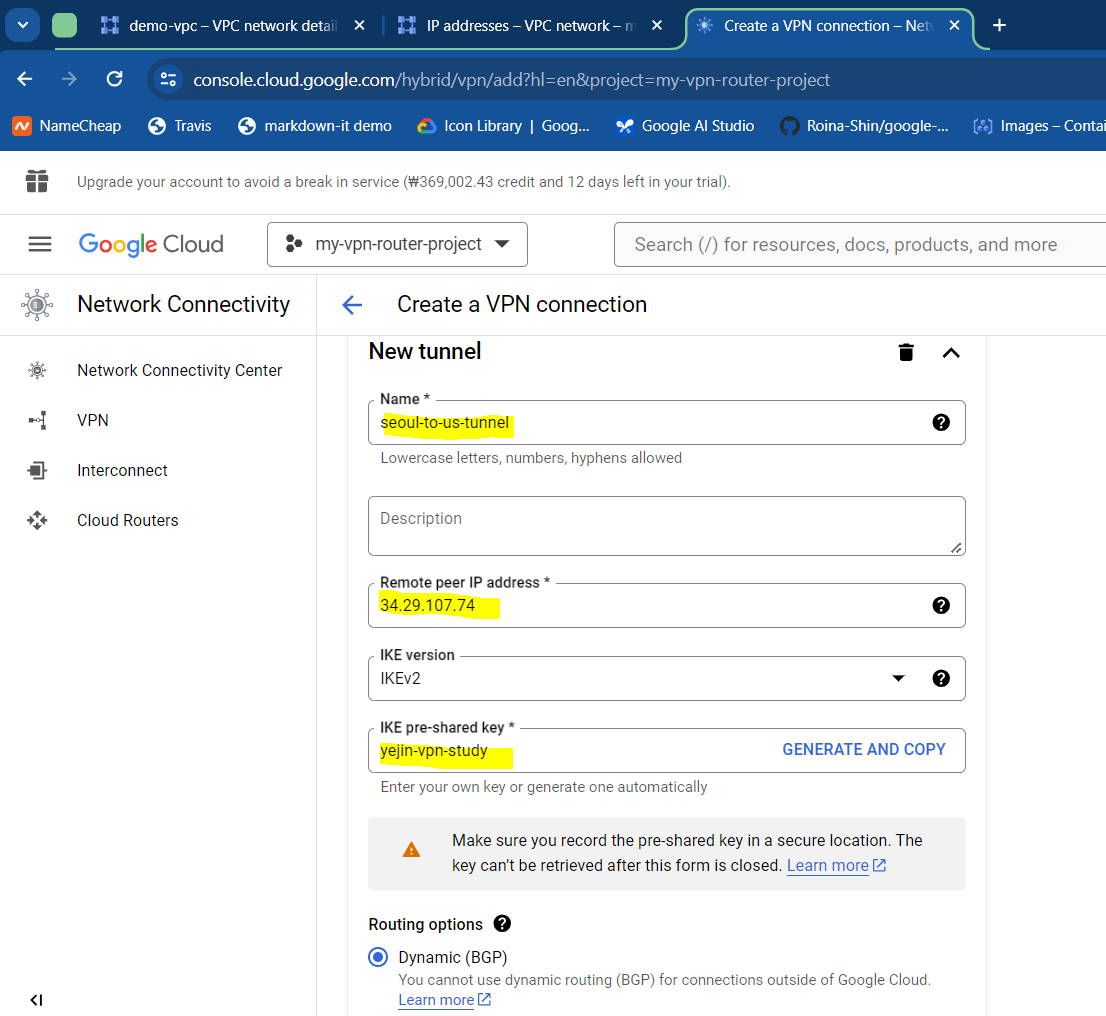 demo-vpc – VPC network detail
IP addresses – VPC network – m
Create a VPN connection – Netw
console.cloud.google.com/hybrid/vpn/add?hl=en&project=my-vpn-router-project
NameCheap
Travis
markdown-it demo
Icon Library | Goog...
Google AI Studio
Roina-Shin/google-...
Images – Contai
Upgrade your account to avoid a break in service (₩369,002.43 credit and 12 days left in your trial).
Google Cloud
my-vpn-router-project
Search (/) for resources, docs, products, and more
Network Connectivity
Create a VPN connection
Network Connectivity Center
VPN
Interconnect
Cloud Routers
New tunnel
Name *
seoul-to-us-tunnel
Lowercase letters, numbers, hyphens allowed
Description
Remote peer IP address *
34.29.107.74
IKE version
IKEv2
IKE pre-shared key *
yejin-vpn-study
GENERATE AND COPY
Enter your own key or generate one automatically
Make sure you record the pre-shared key in a secure location. The
key can’t be retrieved after this form is closed. Learn more
Routing options
Dynamic (BGP)
You cannot use dynamic routing (BGP) for connections outside of Google Cloud.
Learn more